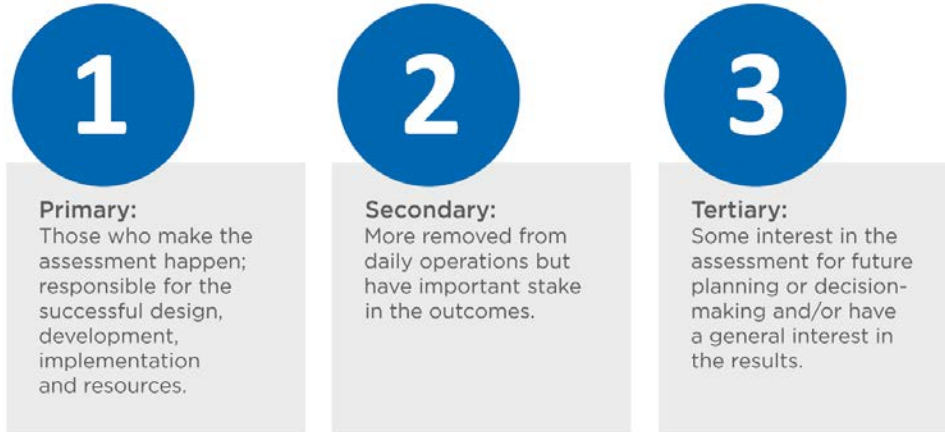 1
Primary:
Those who make the
assessment happen;
responsible for the
successful design,
development,
implementation
and resources.
2
Secondary:
More removed from
daily operations but
have important stake
in the outcomes.
3
Tertiary:
Some interest in the
assessment for future
planning or decision-
making and/or have
a general interest in
the results.